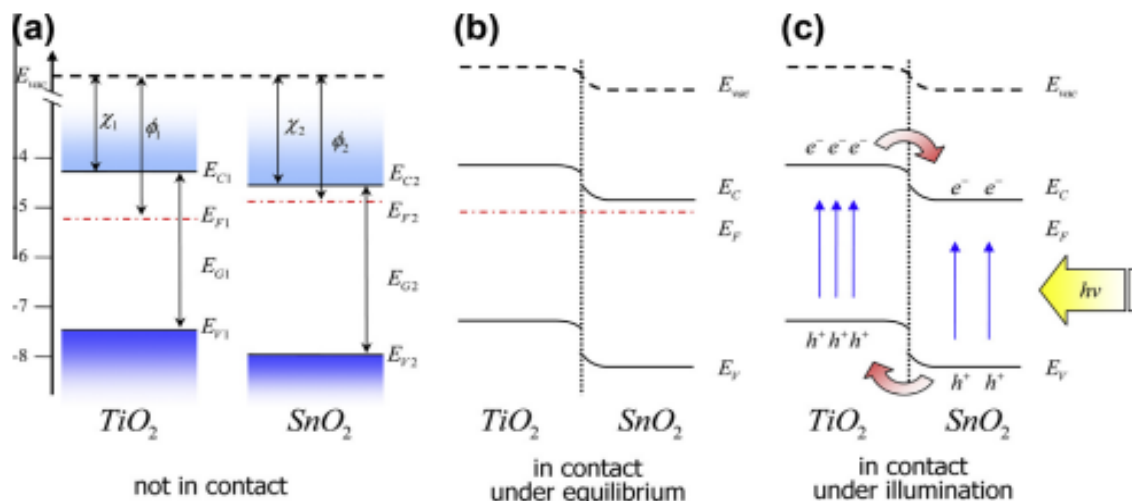 (a)
E_vac
χ₁
ϕ₁
χ₂
ϕ₂
-4
-5
-6
-7
-8
E_C1
E_F1
E_G1
E_V1
E_C2
E_F2
E_G2
E_V2
TiO₂ SnO₂
not in contact
(b)
E_vac
E_C
E_F
E_V
TiO₂ SnO₂
in contact
under equilibrium
(c)
E_vac
e⁻ e⁻ e⁻
e⁻ e⁻
E_C
E_F
hν
h⁺ h⁺ h⁺
E_V
h⁺ h⁺
TiO₂ SnO₂
in contact
under illumination